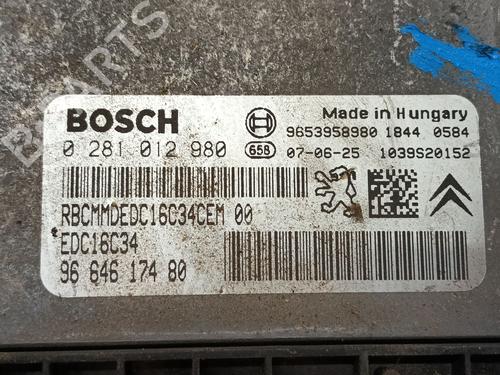 BOSCH
Made in Hungary
9653958980 1844 0584
0 281 012 980
658 07-06-25 1039S20152
RBCMMDEDC16C34CEM 00
EDC16C34
96 646 174 80
PARTS